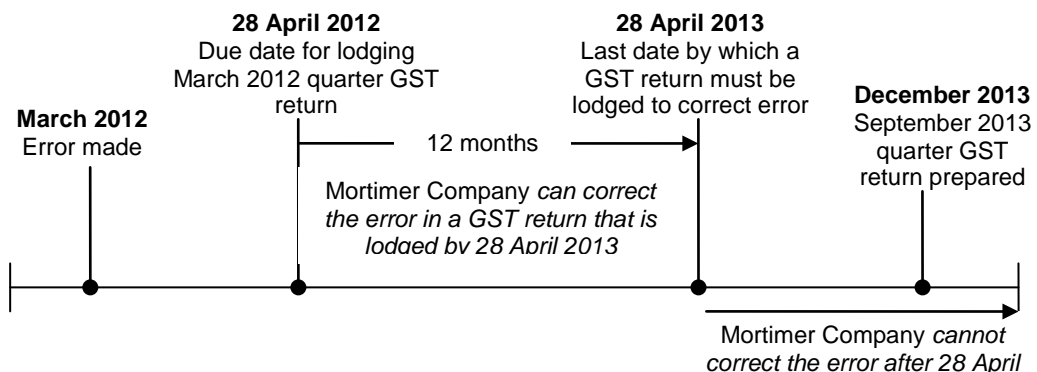 March 2012
Error made
28 April 2012
Due date for lodging
March 2012 quarter GST
return
12 months
Mortimer Company can correct
the error in a GST return that is
lodged by 28 April 2013
28 April 2013
Last date by which a
GST return must be
lodged to correct error
December 2013
September 2013
quarter GST
return prepared
Mortimer Company cannot
correct the error after 28 April